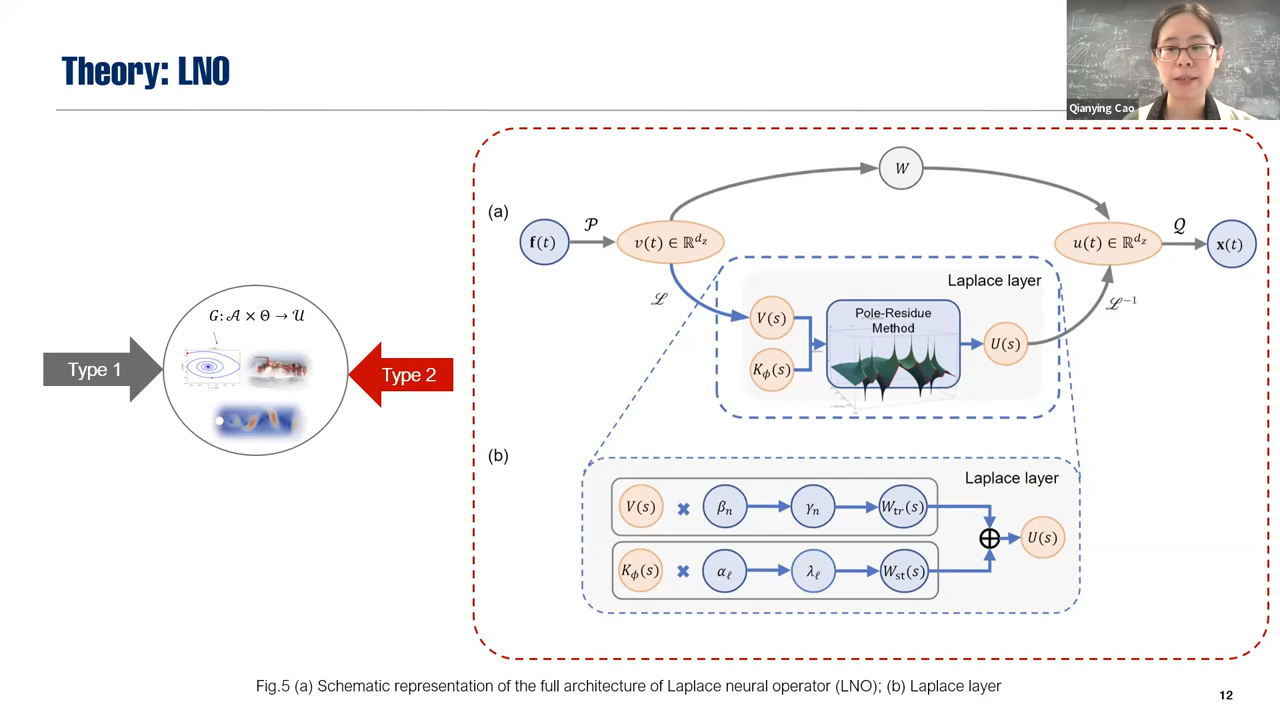 Theory: LNO
Qianying Cao
(a)
W
f(t)
𝒫
v(t) ∈ ℝ^{d_z}
u(t) ∈ ℝ^{d_z}
𝒬
x(t)
Laplace layer
ℒ
ℒ⁻¹
V(s)
K_ϕ(s)
Pole-Residue
Method
U(s)
Type 1
G: 𝒜 × Θ → 𝒰
Type 2
(b)
Laplace layer
V(s) × β_n γ_n W_tr(s)
U(s)
K_ϕ(s) × α_ℓ λ_ℓ W_st(s)
Fig.5 (a) Schematic representation of the full architecture of Laplace neural operator (LNO); (b) Laplace layer
12